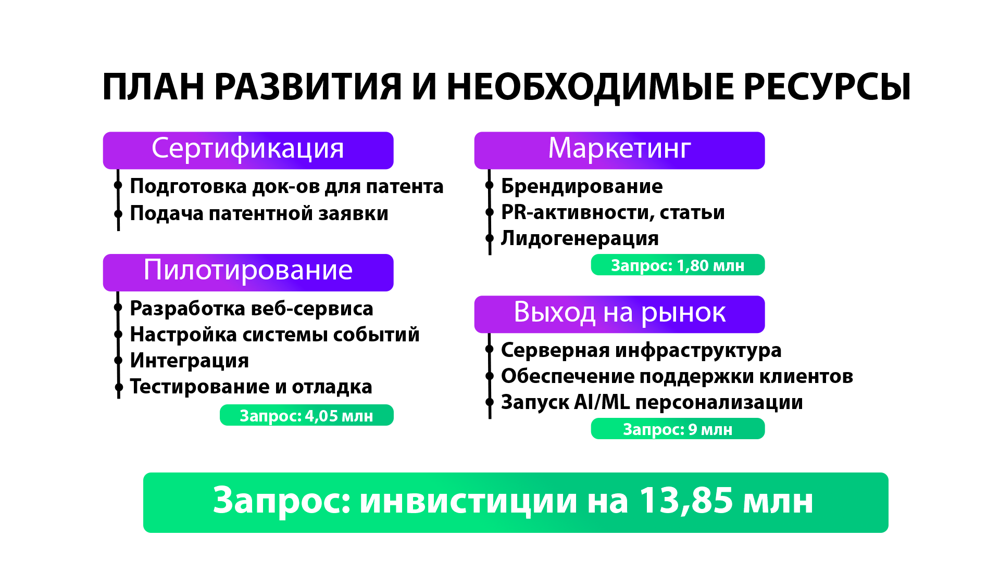 ПЛАН РАЗВИТИЯ И НЕОБХОДИМЫЕ РЕСУРСЫ
Сертификация
Подготовка док-ов для патента
Подача патентной заявки
Пилотирование
Разработка веб-сервиса
Настройка системы событий
Интеграция
Тестирование и отладка
Запрос: 4,05 млн
Маркетинг
Брендирование
PR-активности, статьи
Лидогенерация
Запрос: 1,80 млн
Выход на рынок
Серверная инфраструктура
Обеспечение поддержки клиентов
Запуск AI/ML персонализации
Запрос: 9 млн
Запрос: инвистиции на 13,85 млн